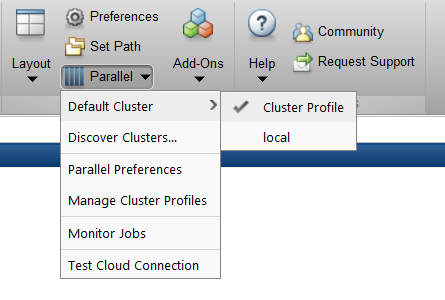 Preferences
Community
Set Path
Request Support
Layout
Parallel
Add-Ons
Help
Default Cluster
Cluster Profile
Discover Clusters...
local
Parallel Preferences
Manage Cluster Profiles
Monitor Jobs
Test Cloud Connection